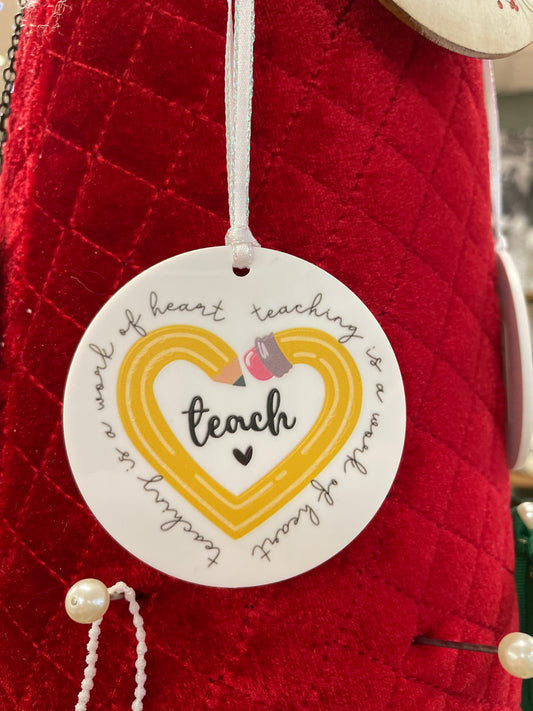 teaching is a work of heart
teaching is a work of heart
teach